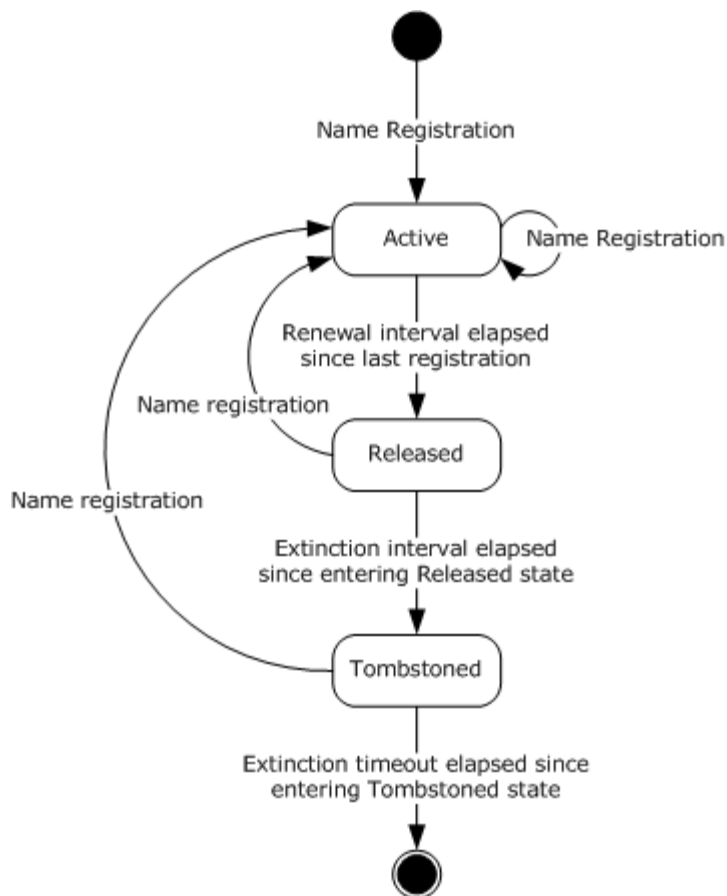 Name Registration
Active
Name Registration
Renewal interval elapsed
since last registration
Name registration
Released
Name registration
Extinction interval elapsed
since entering Released state
Tombstoned
Extinction timeout elapsed since
entering Tombstoned state